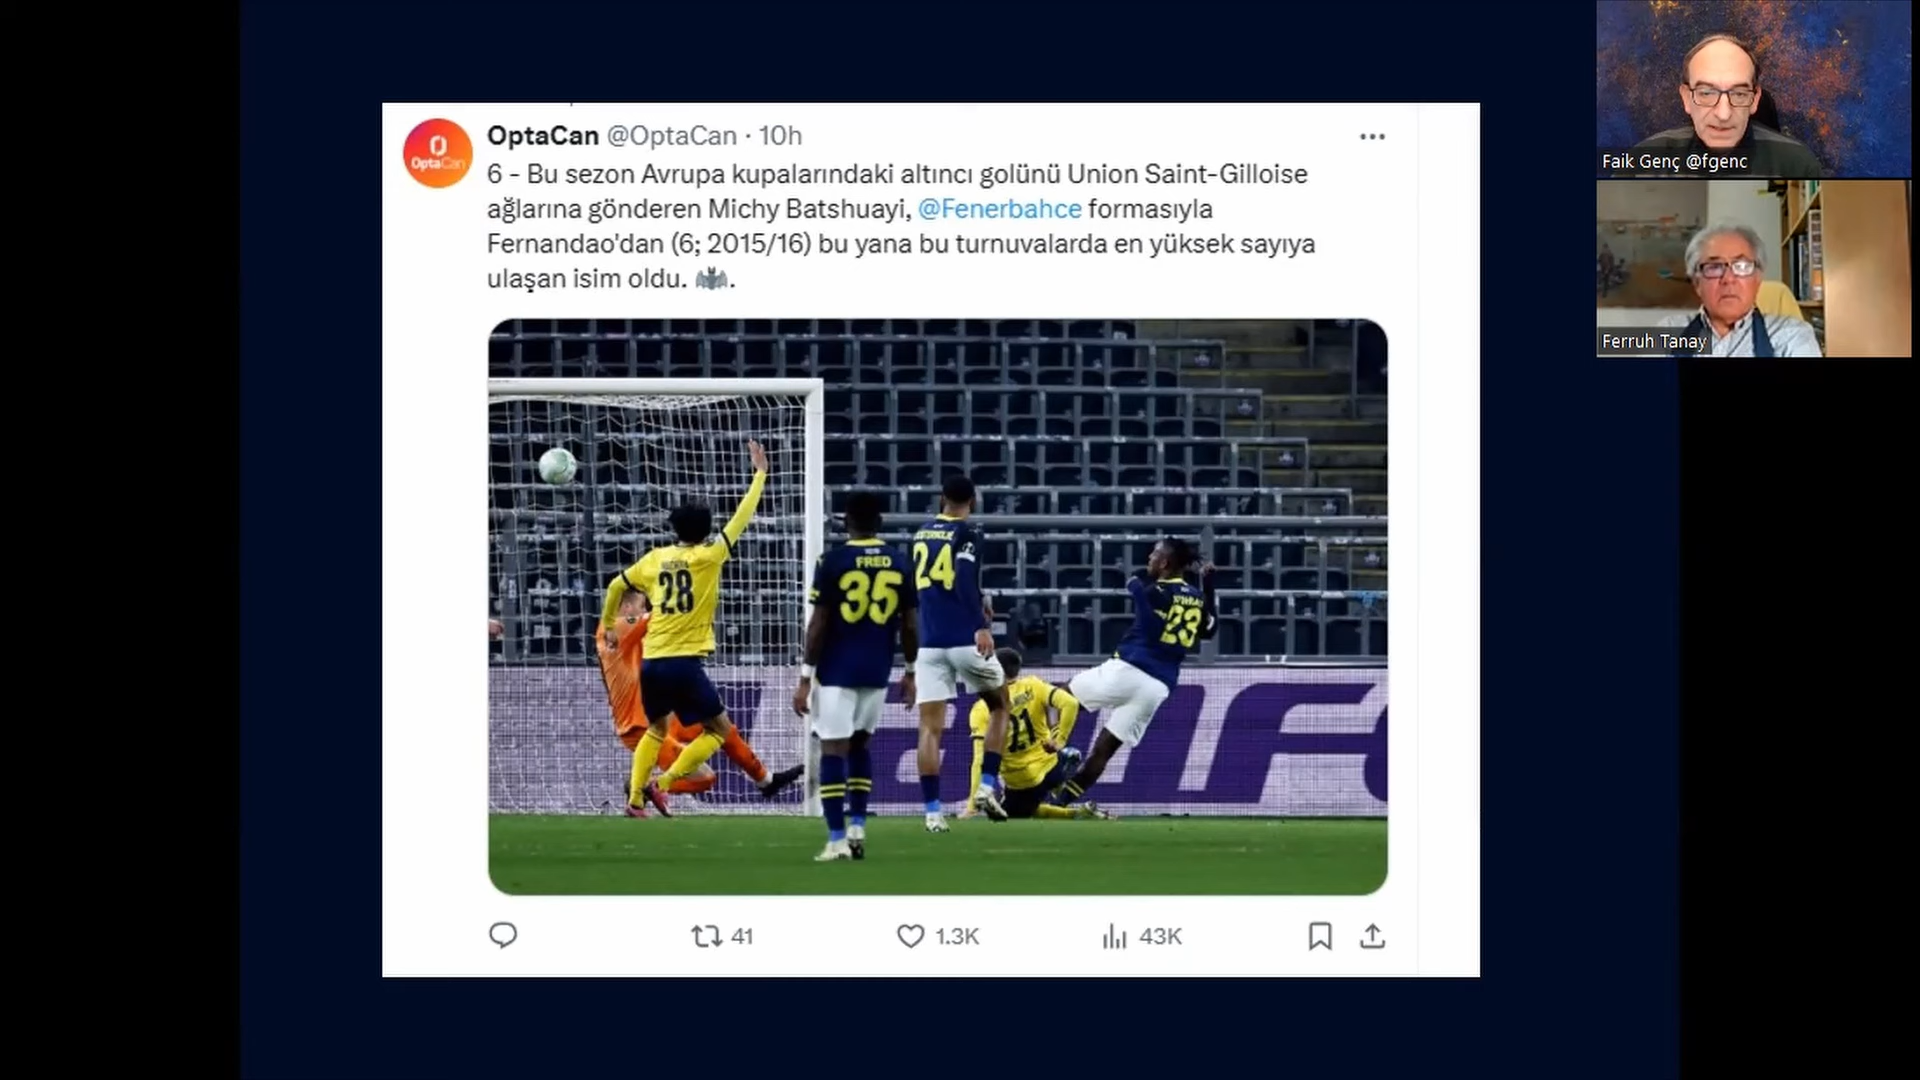 OptaCan @OptaCan · 10h
6 - Bu sezon Avrupa kupalarındaki altıncı golünü Union Saint-Gilloise
ağlarına gönderen Michy Batshuayi, @Fenerbahce formasıyla
Fernandao'dan (6; 2015/16) bu yana bu turnuvalarda en yüksek sayıya
ulaşan isim oldu. 🦇.
OptaCan
28
FRED
35
24
23
21
41
1.3K
43K
Faik Genç @fgenc
Ferruh Tanay